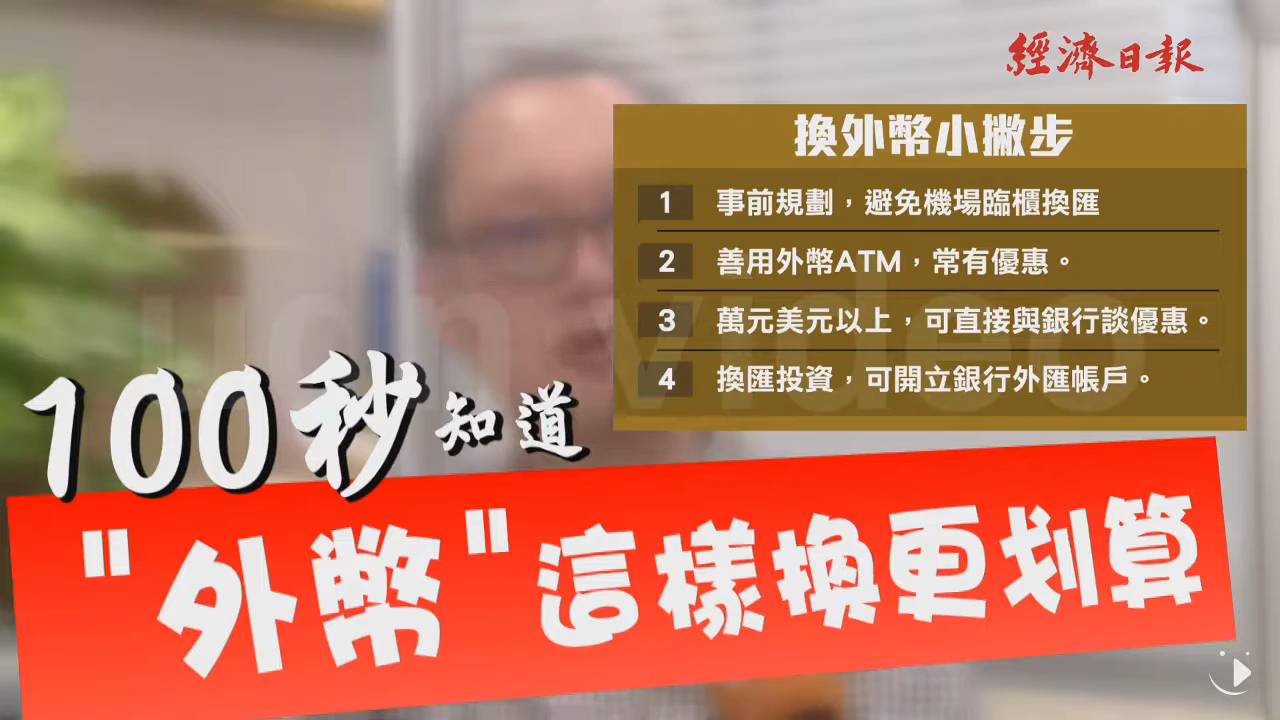 經濟日報
換外幣小撇步
1 事前規劃，避免機場臨櫃換匯
2 善用外幣ATM，常有優惠。
3 萬元美元以上，可直接與銀行談優惠。
4 換匯投資，可開立銀行外匯帳戶。
udn video
100秒知道
"外幣"這樣換更划算